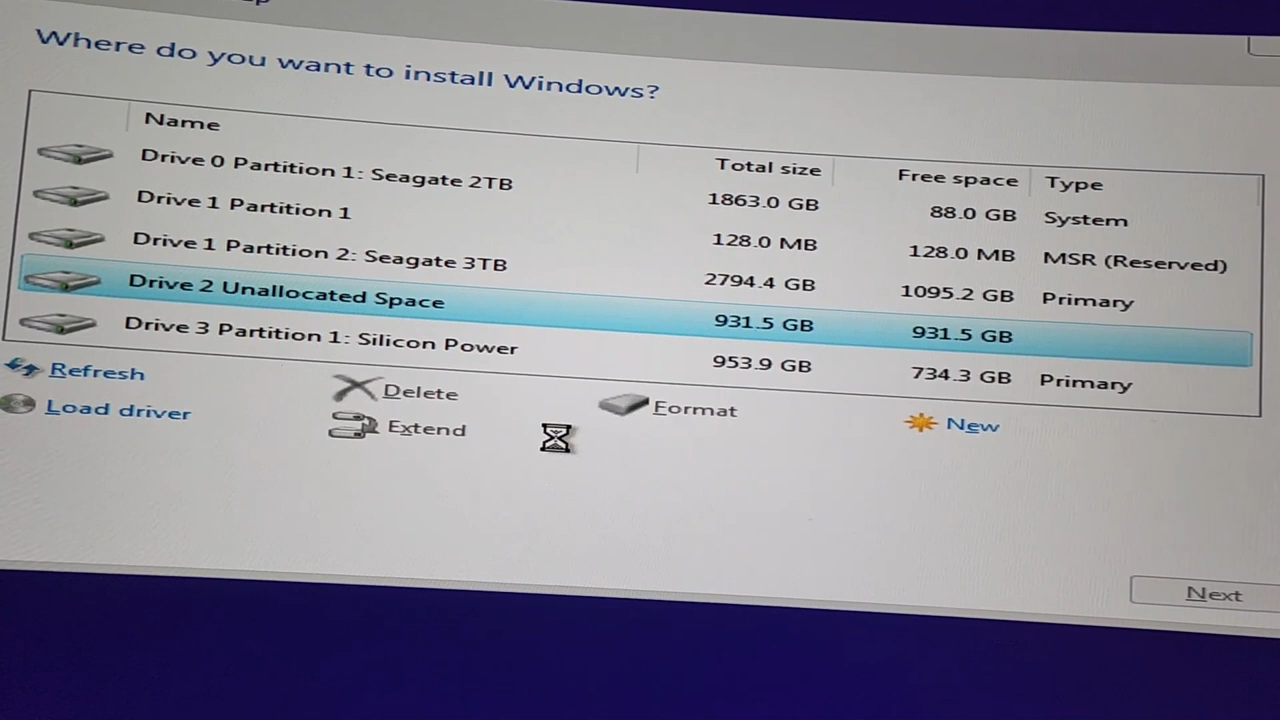 Where do you want to install Windows?
Name Total size Free space Type
Drive 0 Partition 1: Seagate 2TB 1863.0 GB 88.0 GB System
Drive 1 Partition 1 128.0 MB 128.0 MB MSR (Reserved)
Drive 1 Partition 2: Seagate 3TB 2794.4 GB 1095.2 GB Primary
Drive 2 Unallocated Space 931.5 GB 931.5 GB
Drive 3 Partition 1: Silicon Power 953.9 GB 734.3 GB Primary
Refresh Delete Format New
Load driver Extend
Next